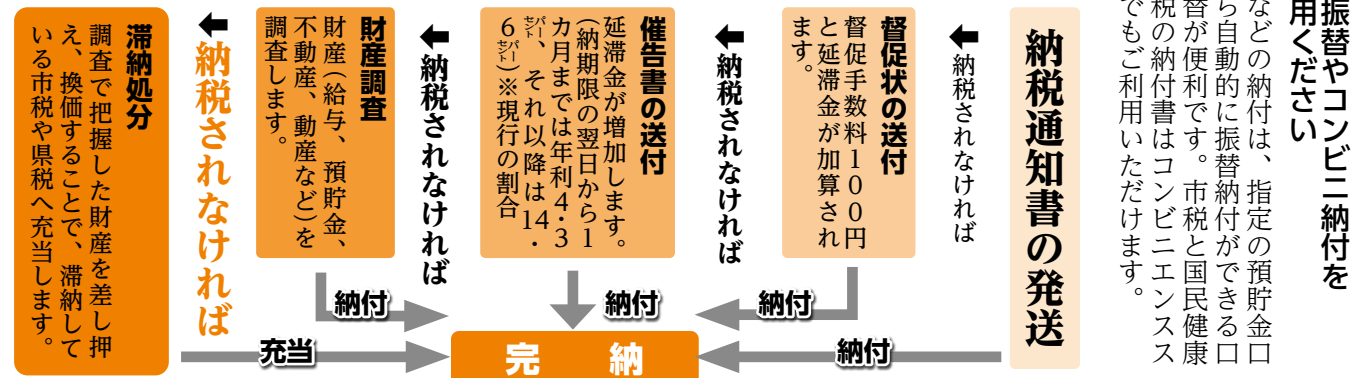 振替やコンビニ納付を
用ください
などの納付は、指定の預貯金口
ら自動的に振替納付ができる口
替が便利です。市税と国民健康
税の納付書はコンビニエンスス
でもご利用いただけます。
納税通知書の発送
納税されなければ
督促状の送付
督促手数料100円
と延滞金が加算され
ます。
納税されなければ
催告書の送付
延滞金が増加します。
(納期限の翌日から1
カ月までは年利4・3
㌫、それ以降は14・
6㌫)※現行の割合
納税されなければ
財産調査
財産(給与、預貯金、
不動産、動産など)を
調査します。
納税されなければ
滞納処分
調査で把握した財産を差し押
え、換価することで、滞納して
いる市税や県税へ充当します。
納付
納付
納付
充当
完納
納付